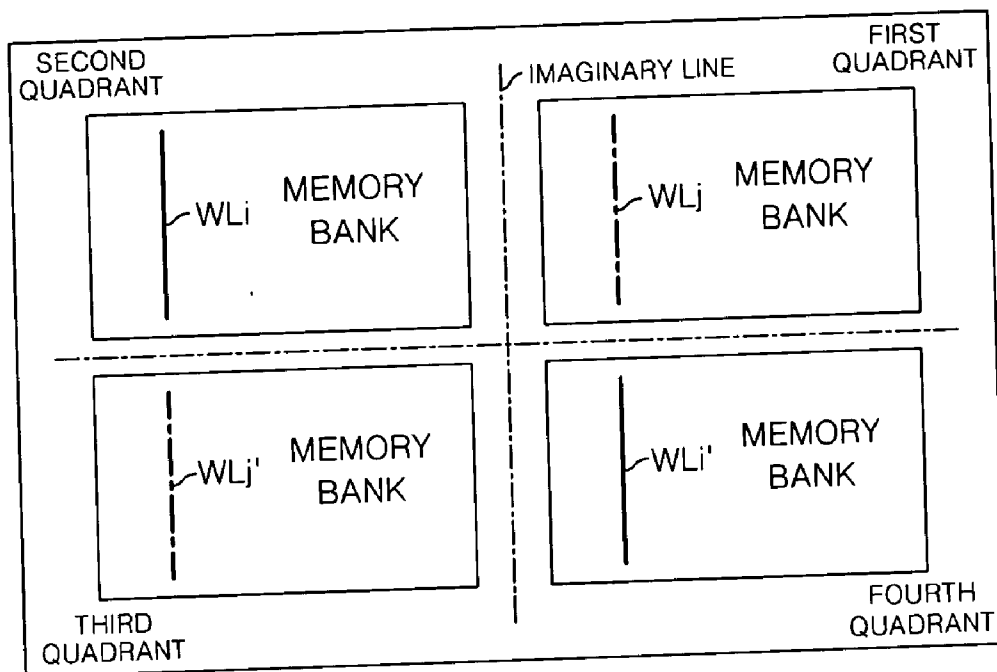 SECOND
QUADRANT
IMAGINARY LINE
FIRST
QUADRANT
WLi
MEMORY
BANK
WLj
MEMORY
BANK
WLj'
MEMORY
BANK
WLi'
MEMORY
BANK
THIRD
QUADRANT
FOURTH
QUADRANT